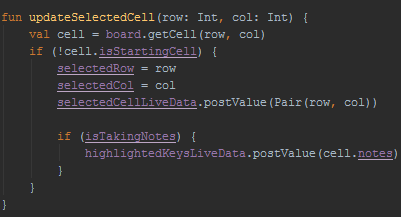 fun updateSelectedCell(row: Int, col: Int) {
    val cell = board.getCell(row, col)
    if (!cell.isStartingCell) {
        selectedRow = row
        selectedCol = col
        selectedCellLiveData.postValue(Pair(row, col))

        if (isTakingNotes) {
            highlightedKeysLiveData.postValue(cell.notes)
        }
    }
}